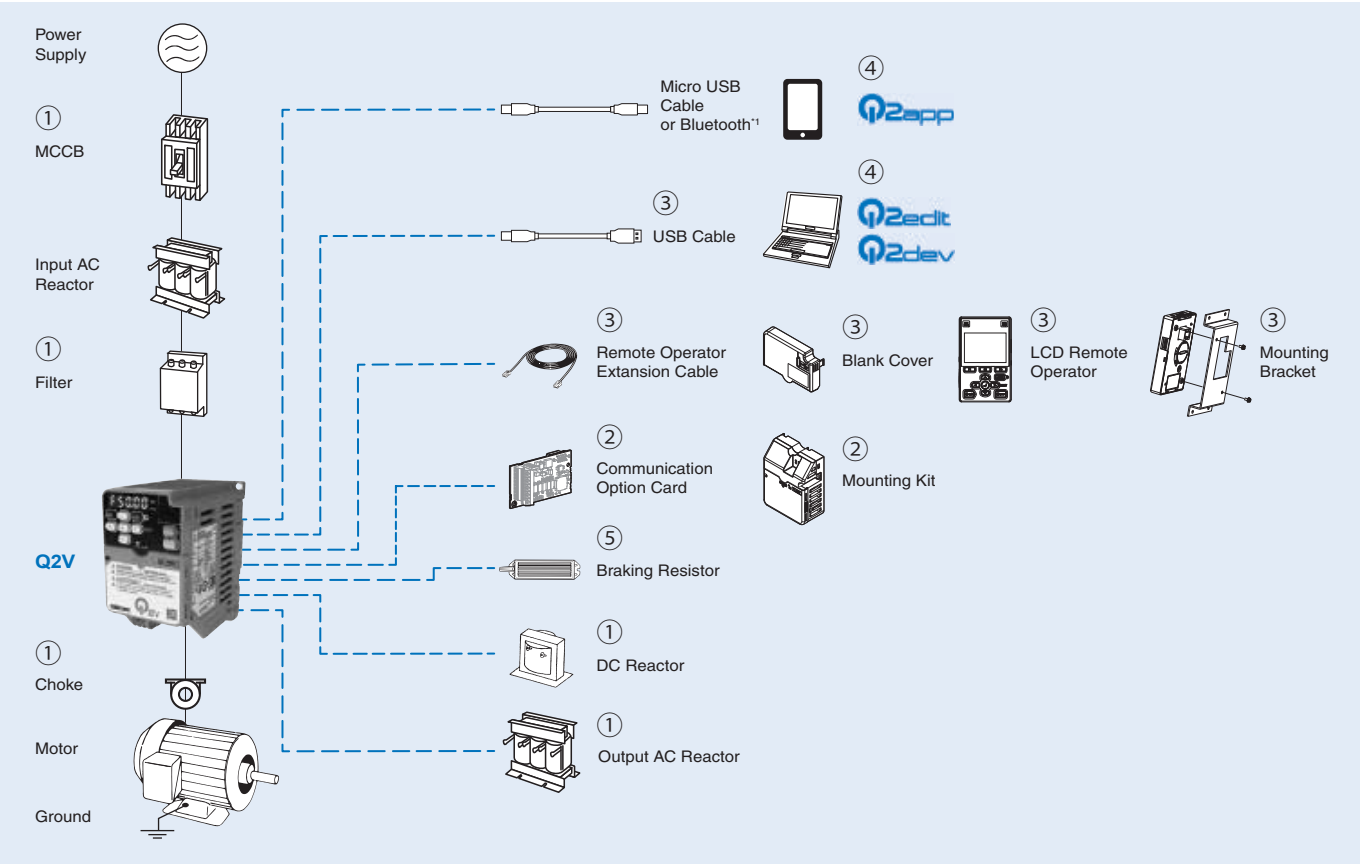 Power
Supply
①
MCCB
Input AC
Reactor
①
Filter
Q2V
①
Choke
Motor
Ground
Micro USB
Cable
or Bluetooth*1
④
Q2app
③
USB Cable
④
Q2edit
Q2dev
③
Remote Operator
Extension Cable
③
Blank Cover
③
LCD Remote
Operator
③
Mounting
Bracket
②
Communication
Option Card
②
Mounting Kit
⑤
Braking Resistor
①
DC Reactor
①
Output AC Reactor